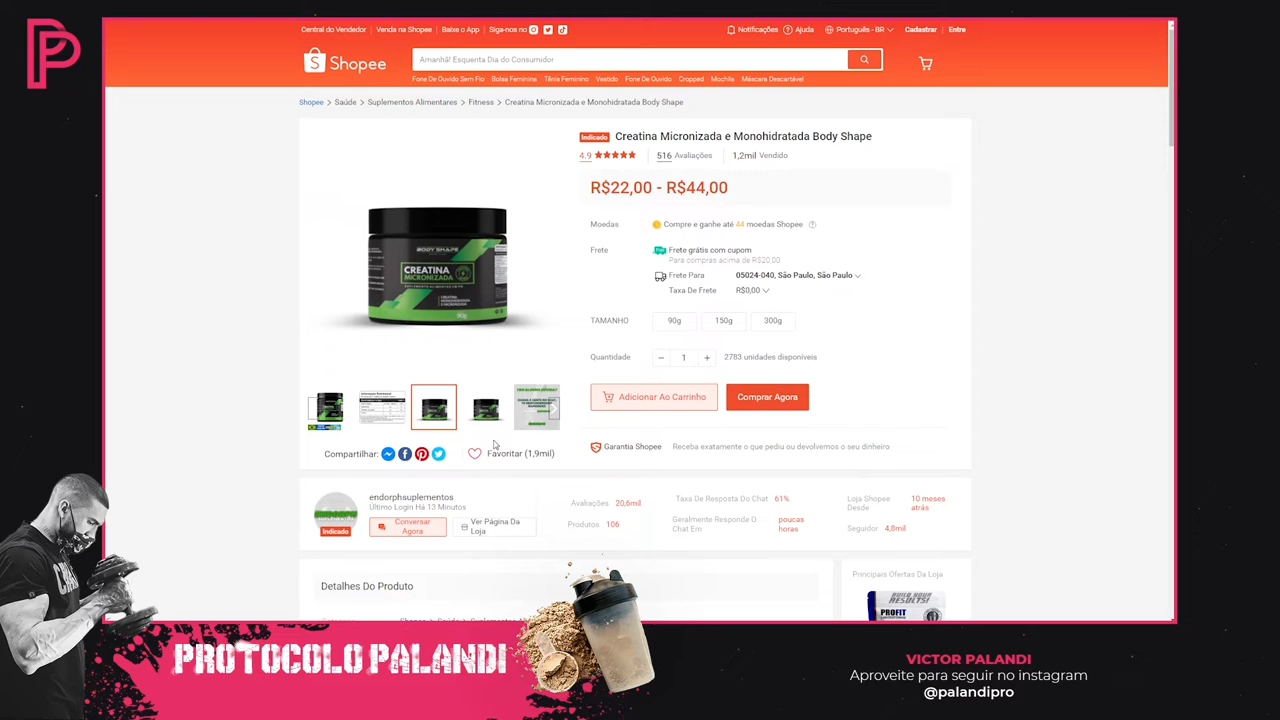 Central do Vendedor Venda na Shopee Baixe o App Siga-nos no
Notificações Ajuda Português - BR Cadastrar Entre
Shopee
Amanhã! Esquenta Dia do Consumidor
Fone De Ouvido Sem Fio Bolsa Feminina Tênis Feminino Vestido Fone De Ouvido Cropped Mochila Máscara Descartável
Shopee > Saúde > Suplementos Alimentares > Fitness > Creatina Micronizada e Monohidratada Body Shape
Indicado Creatina Micronizada e Monohidratada Body Shape
4.9 516 Avaliações 1,2mil Vendido
R$22,00 - R$44,00
Moedas Compre e ganhe até 44 moedas Shopee
Frete Frete grátis com cupom
Para compras acima de R$20,00
Frete Para 05024-040, São Paulo, São Paulo
Taxa De Frete R$0,00
TAMANHO 90g 150g 300g
Quantidade - 1 + 2783 unidades disponíveis
Adicionar Ao Carrinho Comprar Agora
Garantia Shopee Receba exatamente o que pediu ou devolvemos o seu dinheiro
BODY SHAPE
CREATINA
MICRONIZADA
90g
Compartilhar: Favoritar (1,9mil)
endorphsuplementos
Último Login Há 13 Minutos
Indicado
Conversar Agora
Ver Página Da Loja
Avaliações 20,6mil
Produtos 106
Taxa De Resposta Do Chat 61%
Geralmente Responde O Chat Em poucas horas
Loja Shopee Desde 10 meses atrás
Seguidor 4,8mil
Detalhes Do Produto
Principais Ofertas Da Loja
BUILD YOUR
RESULTS!
PROFIT
PROTOCOLO PALANDI
VICTOR PALANDI
Aproveite para seguir no instagram
@palandipro